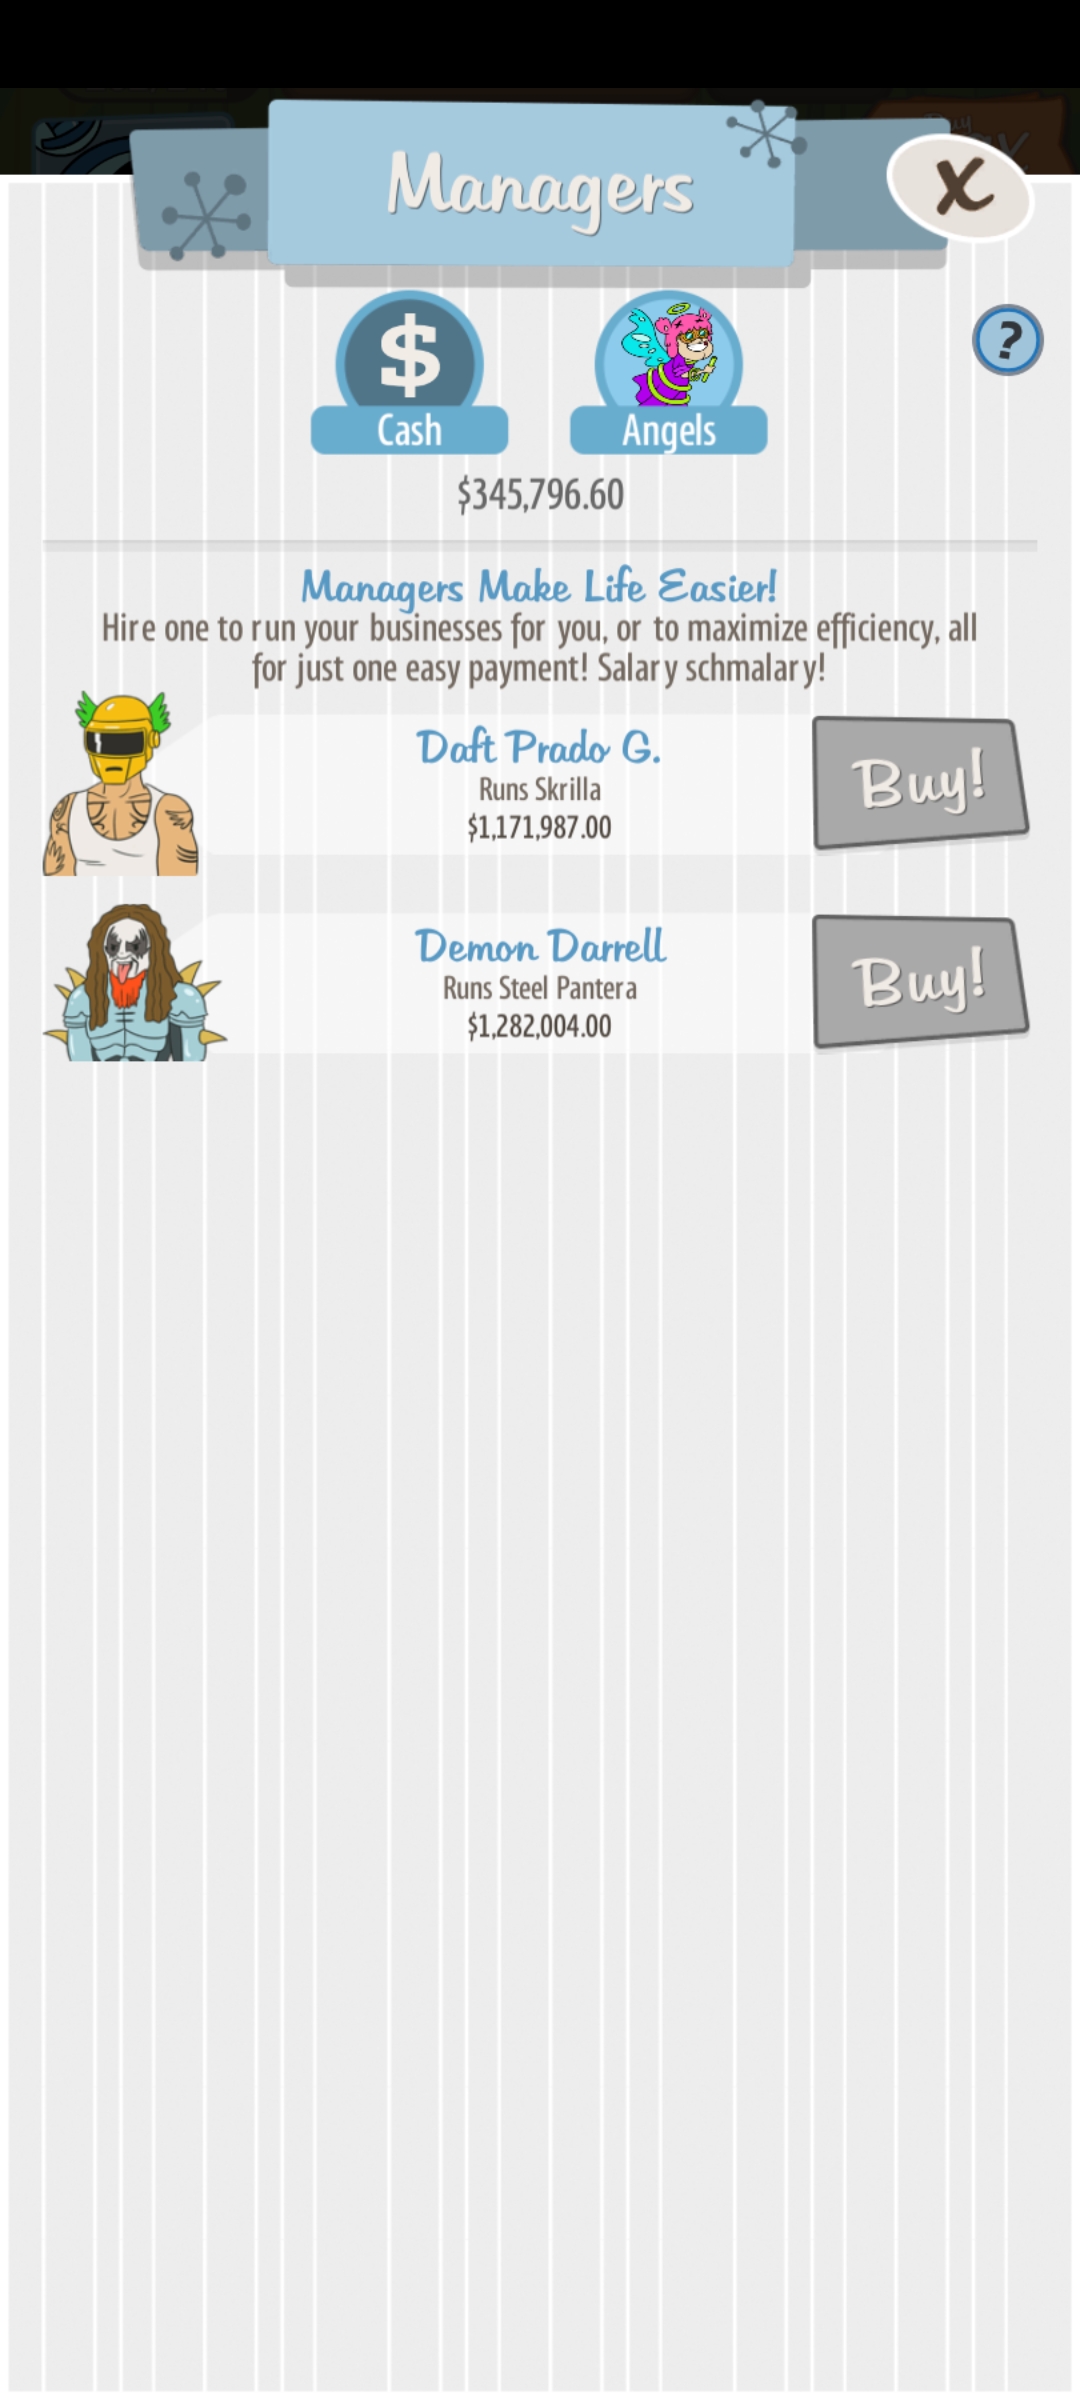 Managers
X
$
?
Cash
Angels
$345,796.60
Managers Make Life Easier!
Hire one to run your businesses for you, or to maximize efficiency, all
for just one easy payment! Salary schmalary!
Daft Prado G.
Runs Skrilla
$1,171,987.00
Buy!
Demon Darrell
Runs Steel Pantera
$1,282,004.00
Buy!